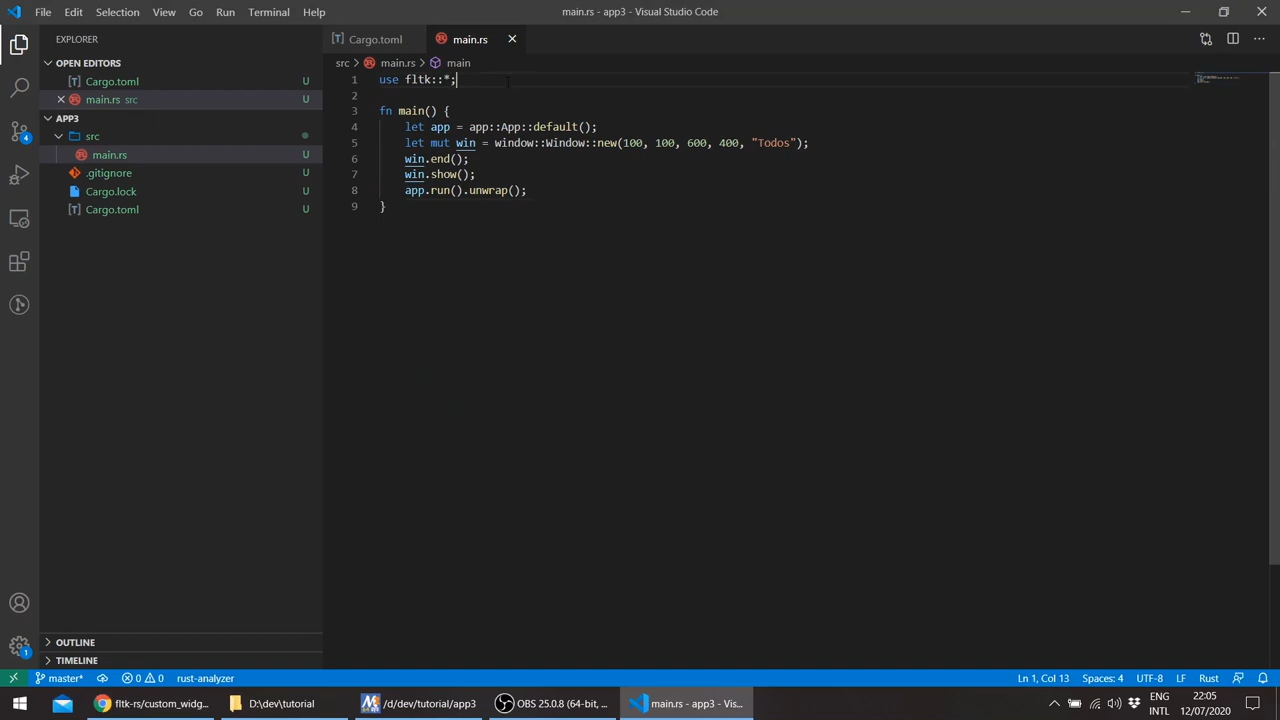 File Edit Selection View Go Run Terminal Help
main.rs - app3 - Visual Studio Code
EXPLORER
OPEN EDITORS
Cargo.toml U
main.rs src U
APP3
src
main.rs U
.gitignore U
Cargo.lock U
Cargo.toml U
OUTLINE
TIMELINE
Cargo.toml main.rs
src > main.rs > main
1 use fltk::*;
2
3 fn main() {
4 let app = app::App::default();
5 let mut win = window::Window::new(100, 100, 600, 400, "Todos");
6 win.end();
7 win.show();
8 app.run().unwrap();
9 }
4
1
master* 0 0 rust-analyzer
Ln 1, Col 13 Spaces: 4 UTF-8 LF Rust
fltk-rs/custom_widg... D:\dev\tutorial /d/dev/tutorial/app3 OBS 25.0.8 (64-bit, ... main.rs - app3 - Vis...
ENG
INTL
22:05
12/07/2020